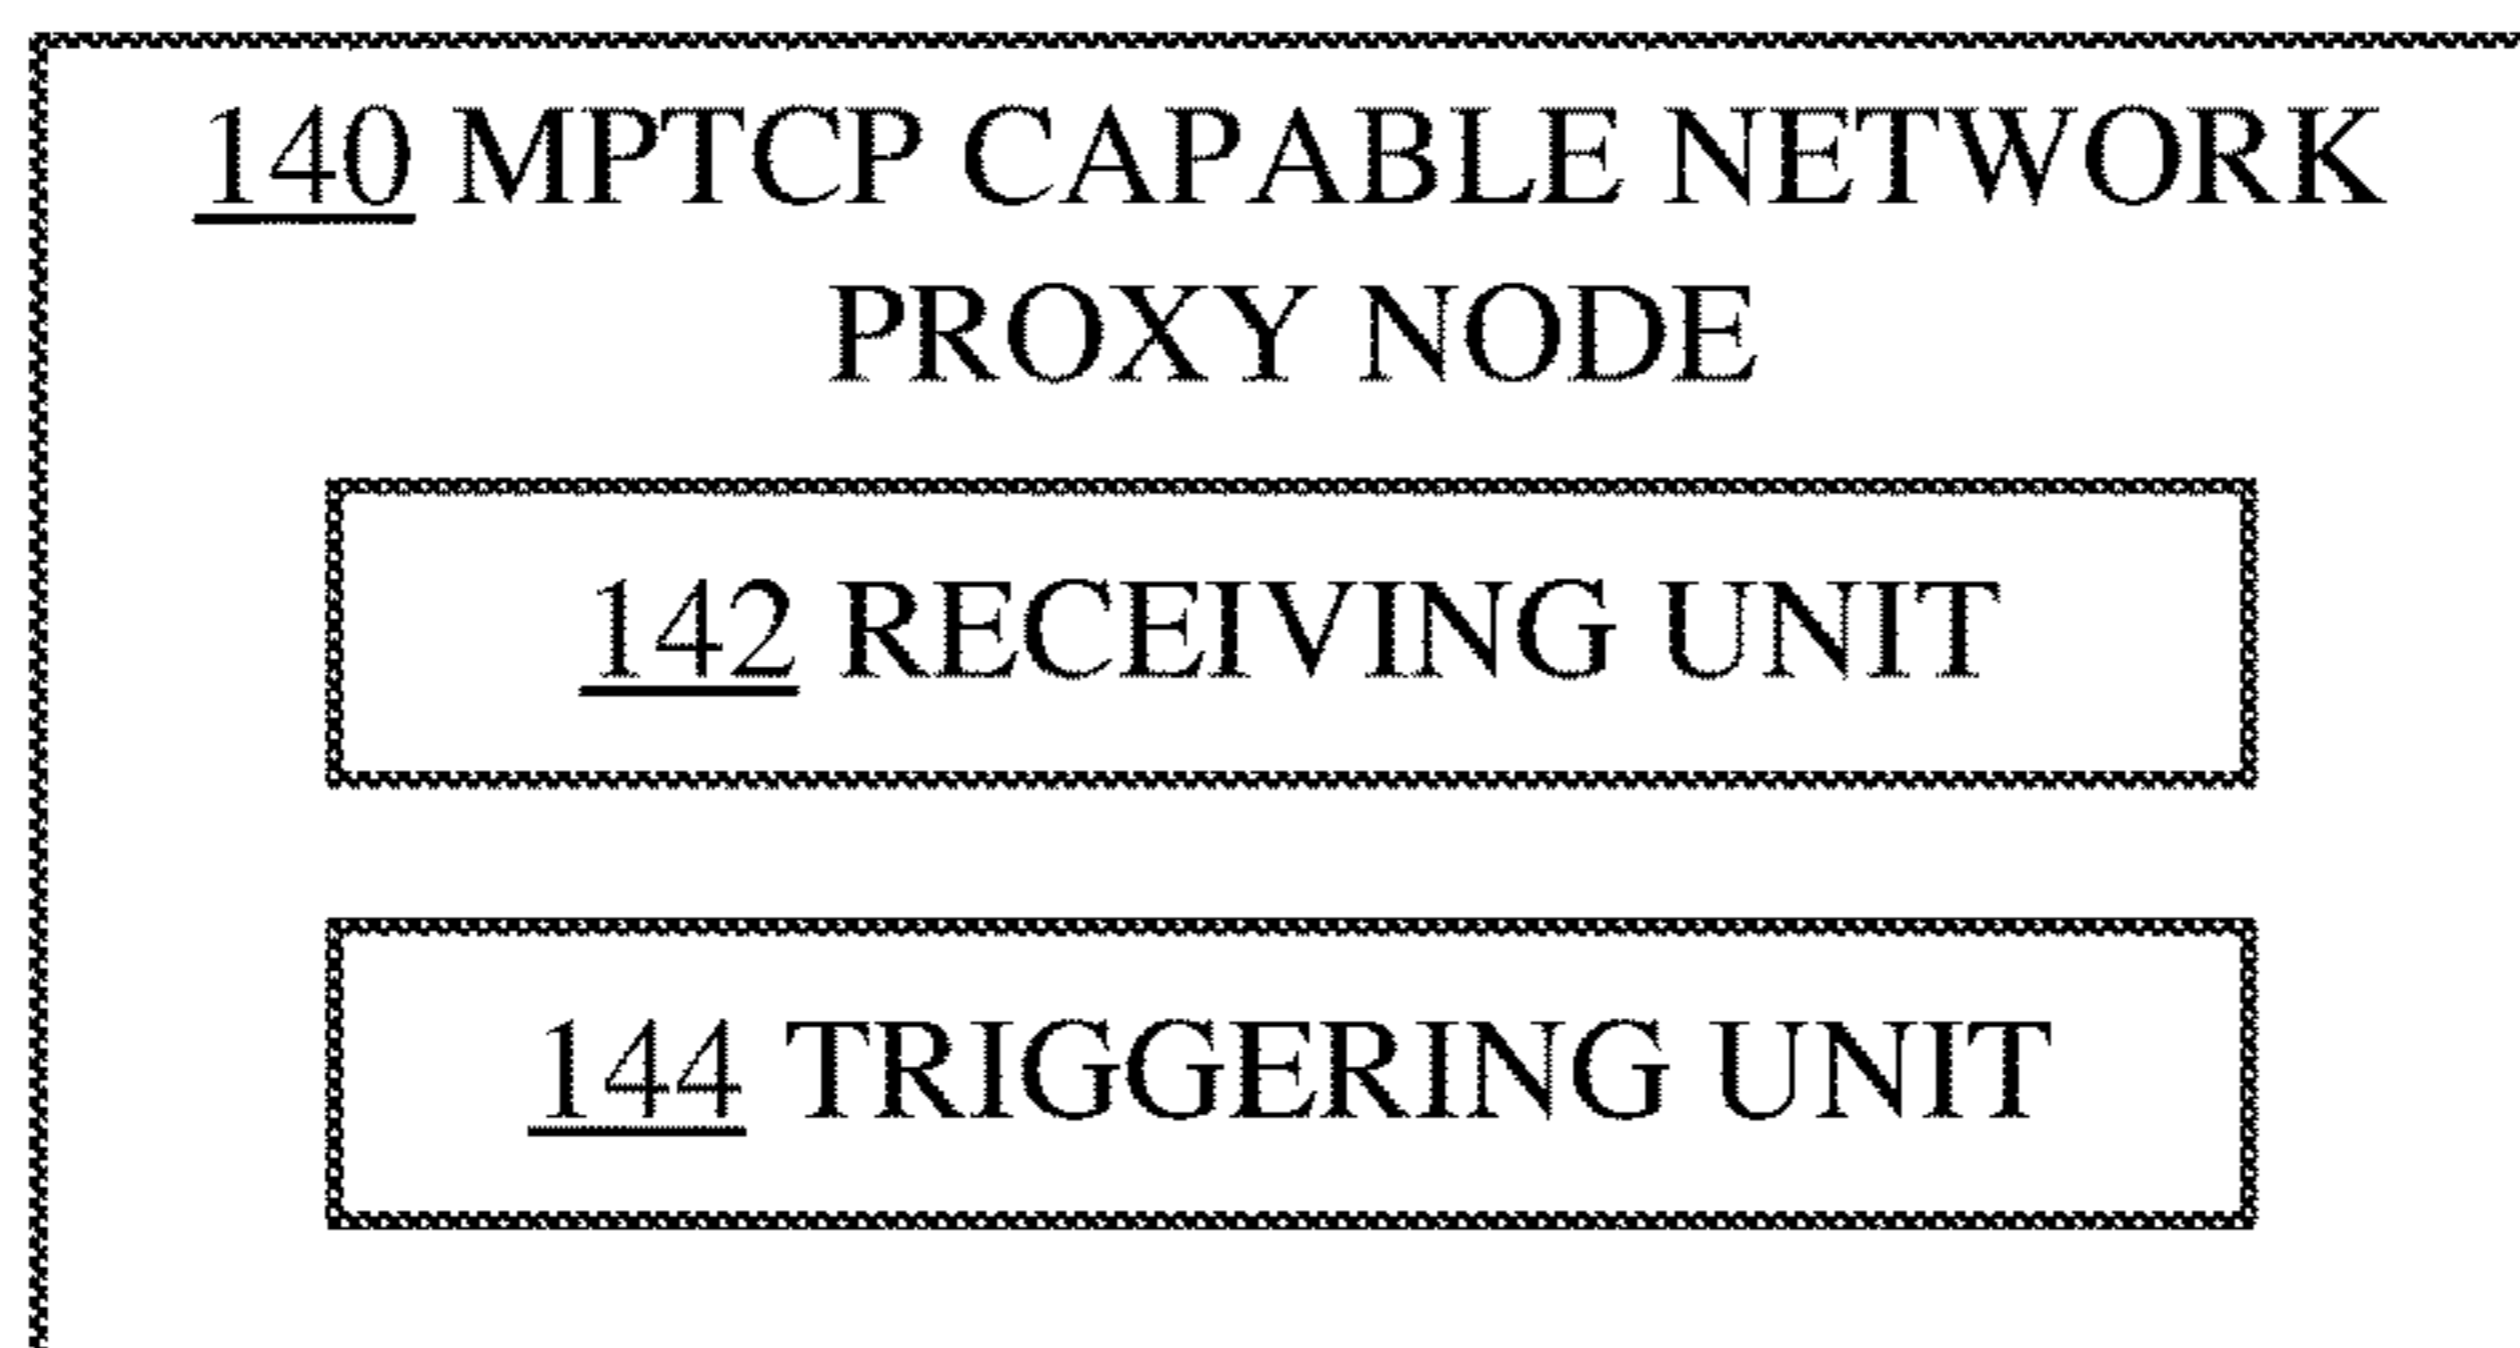 140 MPTCP CAPABLE NETWORK
PROXY NODE
142 RECEIVING UNIT
144 TRIGGERING UNIT